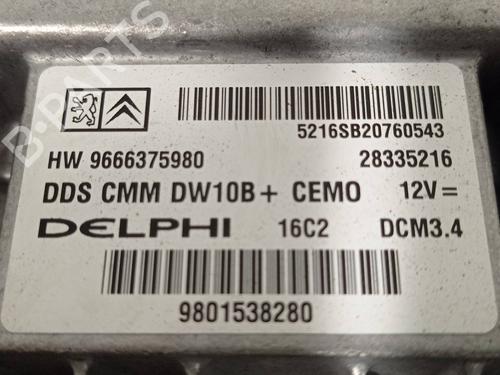 B-PARTS
5216SB20760543
HW 9666375980
28335216
DDS CMM DW10B+ CEMO 12V=
DELPHI 16C2 DCM3.4
9801538280